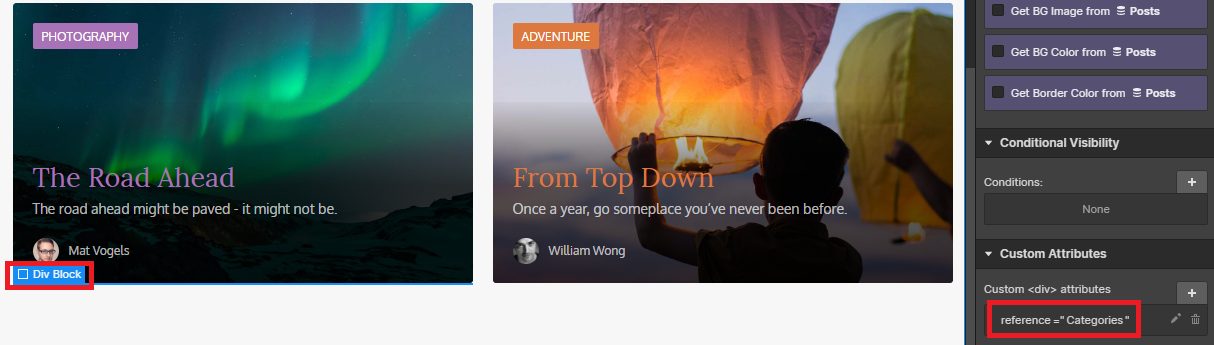 PHOTOGRAPHY
The Road Ahead
The road ahead might be paved - it might not be.
Mat Vogels
Div Block
ADVENTURE
From Top Down
Once a year, go someplace you've never been before.
William Wong
Get BG Image from Posts
Get BG Color from Posts
Get Border Color from Posts
Conditional Visibility
Conditions:
+
None
Custom Attributes
Custom <div> attributes
+
reference =" Categories "